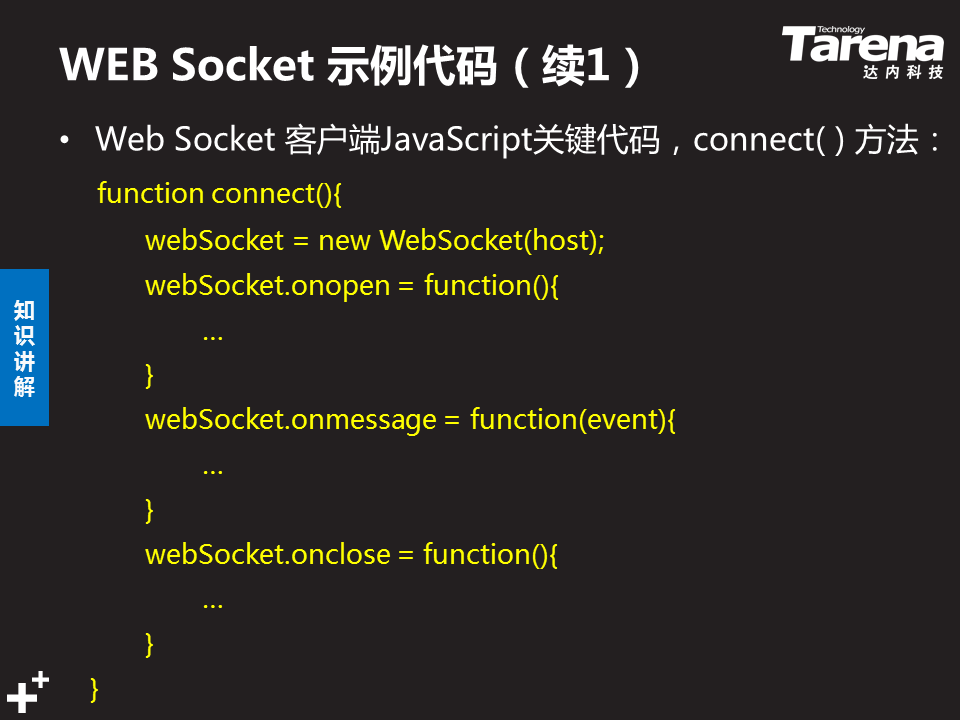 WEB Socket 示例代码（续1）
Technology
Tarena
达内科技
• Web Socket 客户端JavaScript关键代码，connect( ) 方法：
function connect(){
webSocket = new WebSocket(host);
webSocket.onopen = function(){
...
}
webSocket.onmessage = function(event){
...
}
webSocket.onclose = function(){
...
}
}
知识讲解